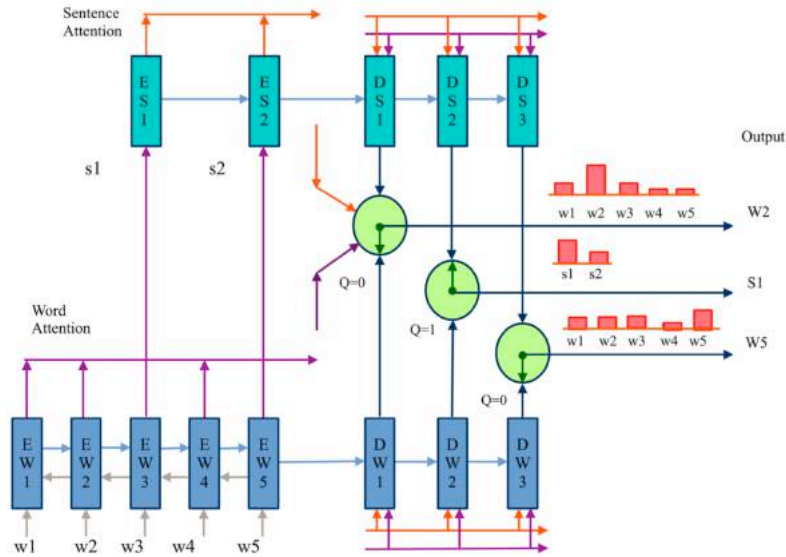 Sentence
Attention
ES1
ES2
DS1
DS2
DS3
Output
s1
s2
w1 w2 w3 w4 w5
W2
s1 s2
S1
Q=0
Q=1
w1 w2 w3 w4 w5
W5
Q=0
Word
Attention
EW1
EW2
EW3
EW4
EW5
DW1
DW2
DW3
w1 w2 w3 w4 w5